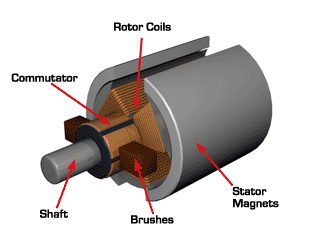 Rotor Coils
Commutator
Shaft
Brushes
Stator
Magnets